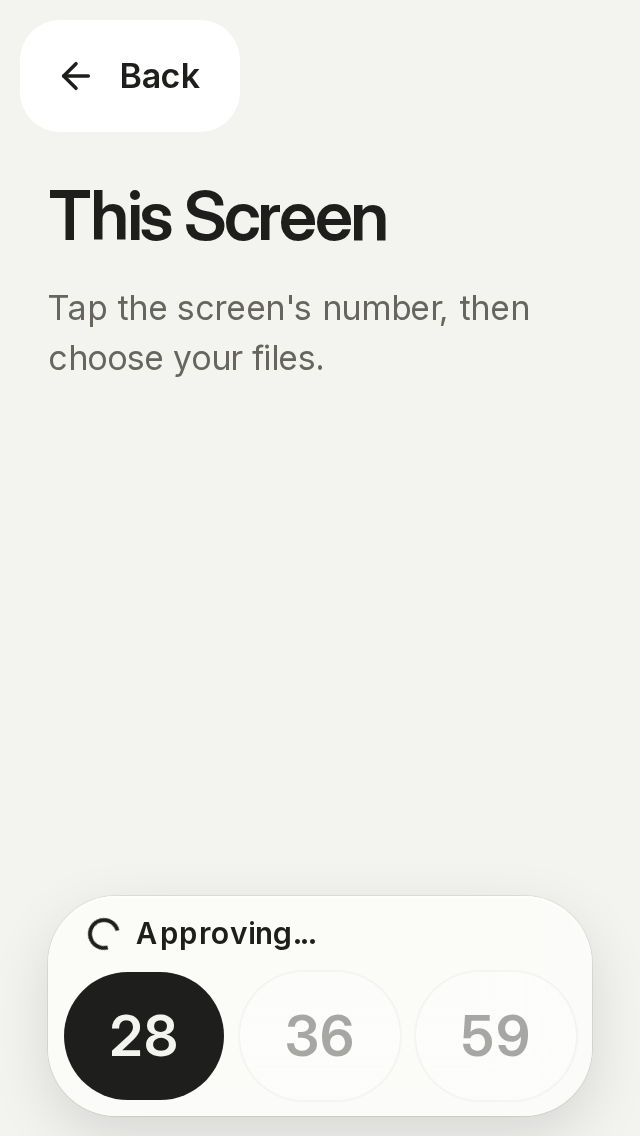 Back
This Screen
Tap the screen's number, then
choose your files.
Approving...
28 36 59